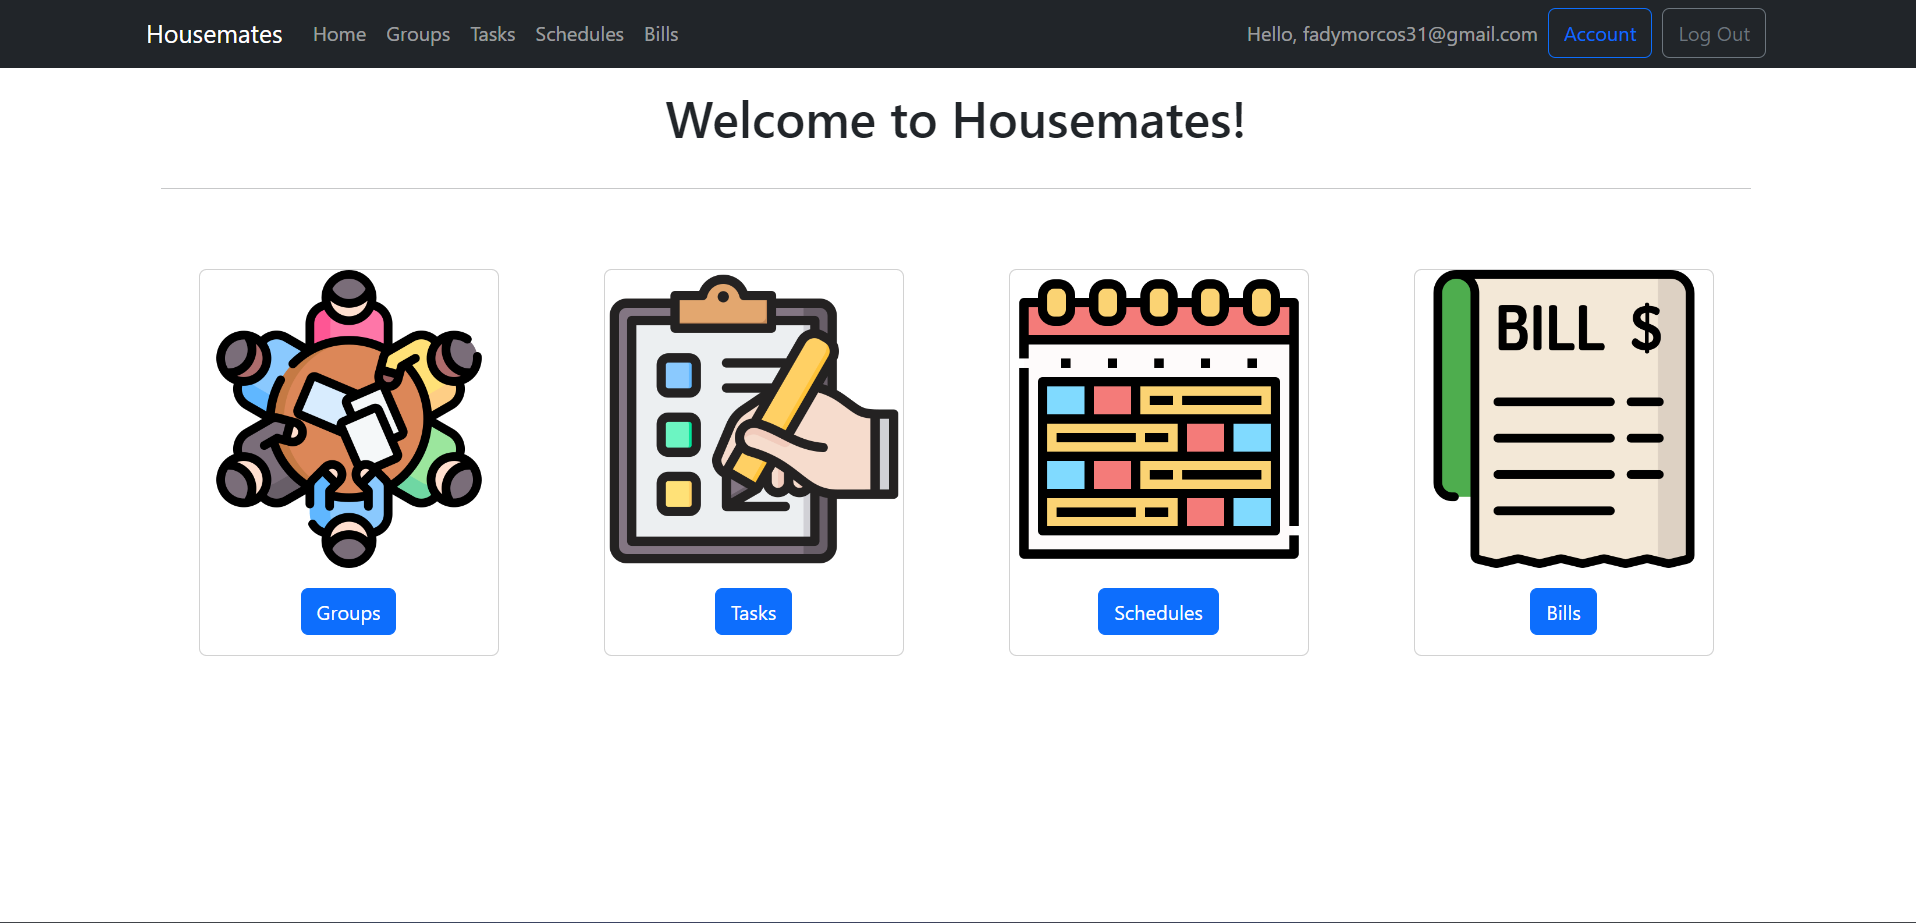 Housemates Home Groups Tasks Schedules Bills Hello, fadymorcos31@gmail.com Account Log Out
Welcome to Housemates!
BILL $
Groups Tasks Schedules Bills